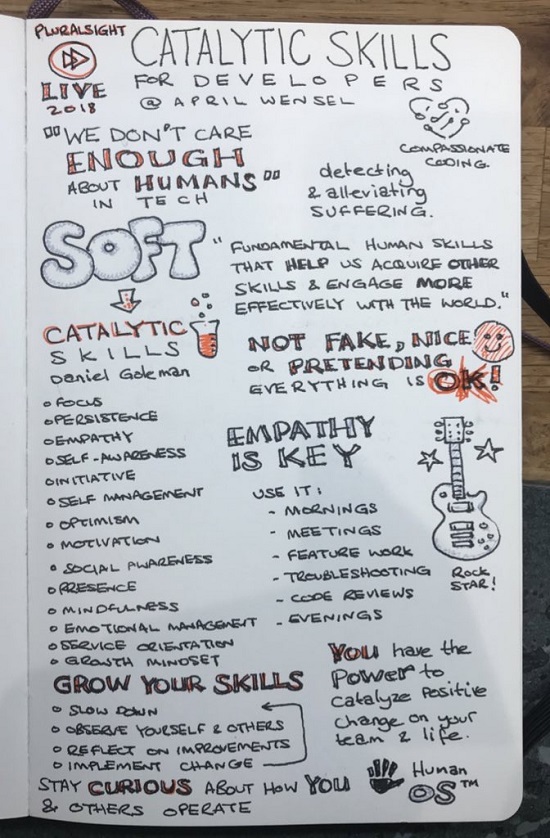 PLURALSIGHT
LIVE
2018
CATALYTIC SKILLS
FOR DEVELOPERS
@ APRIL WENSEL
COMPASSIONATE
CODING.
"WE DON'T CARE
ENOUGH
ABOUT HUMANS"
IN TECH
detecting
& alleviating
SUFFERING.
SOFT
CATALYTIC
SKILLS
Daniel Goleman
"FUNDAMENTAL HUMAN SKILLS
THAT HELP US ACQUIRE OTHER
SKILLS & ENGAGE MORE
EFFECTIVELY WITH THE WORLD."
NOT FAKE, NICE
OR PRETENDING
EVERYTHING IS OK!
FOCUS
PERSISTENCE
EMPATHY
SELF-AWARENESS
INITIATIVE
SELF MANAGEMENT
OPTIMISM
MOTIVATION
SOCIAL AWARENESS
PRESENCE
MINDFULNESS
EMOTIONAL MANAGEMENT
SERVICE ORIENTATION
GROWTH MINDSET
EMPATHY
IS KEY
USE IT:
- MORNINGS
- MEETINGS
- FEATURE WORK
- TROUBLESHOOTING
- CODE REVIEWS
- EVENINGS
Rock
STAR!
GROW YOUR SKILLS
SLOW DOWN
OBSERVE YOURSELF & OTHERS
REFLECT ON IMPROVEMENTS
IMPLEMENT CHANGE
YOU have the
Power to
catalyze Positive
change on your
team & life.
STAY CURIOUS ABOUT HOW YOU
& OTHERS OPERATE
Human
OS™